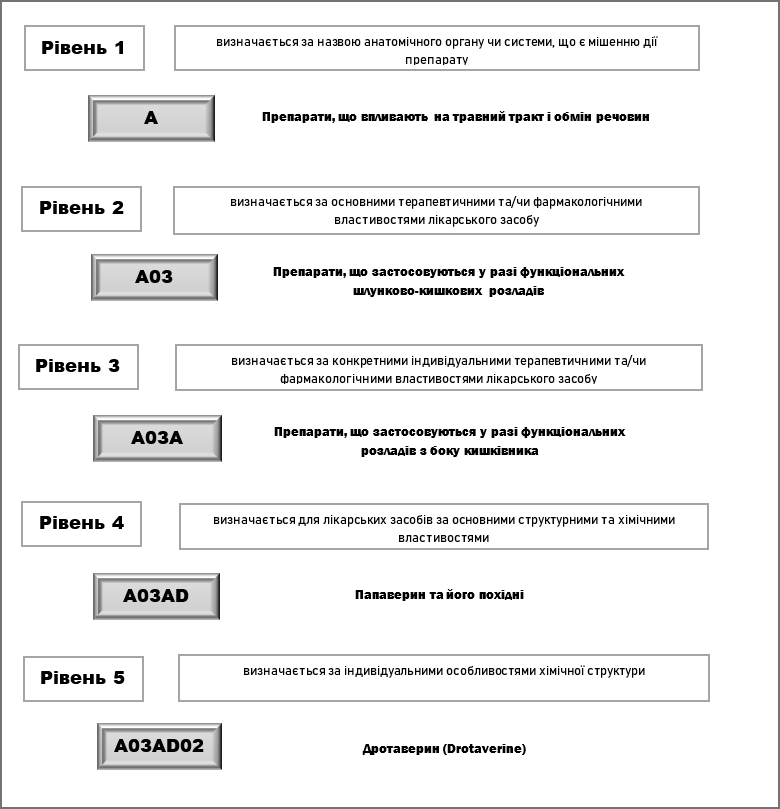 Рівень 1
визначається за назвою анатомічного органу чи системи, що є мішенню дії
препарату
A
Препарати, що впливають на травний тракт і обмін речовин
Рівень 2
визначається за основними терапевтичними та/чи фармакологічними
властивостями лікарського засобу
A03
Препарати, що застосовуються у разі функціональних
шлунково-кишкових розладів
Рівень 3
визначається за конкретними індивідуальними терапевтичними та/чи
фармакологічними властивостями лікарського засобу
A03A
Препарати, що застосовуються у разі функціональних
розладів з боку кишківника
Рівень 4
визначається для лікарських засобів за основними структурними та хімічними
властивостями
A03AD
Папаверин та його похідні
Рівень 5
визначається за індивідуальними особливостями хімічної структури
A03AD02
Дротаверин (Drotaverine)